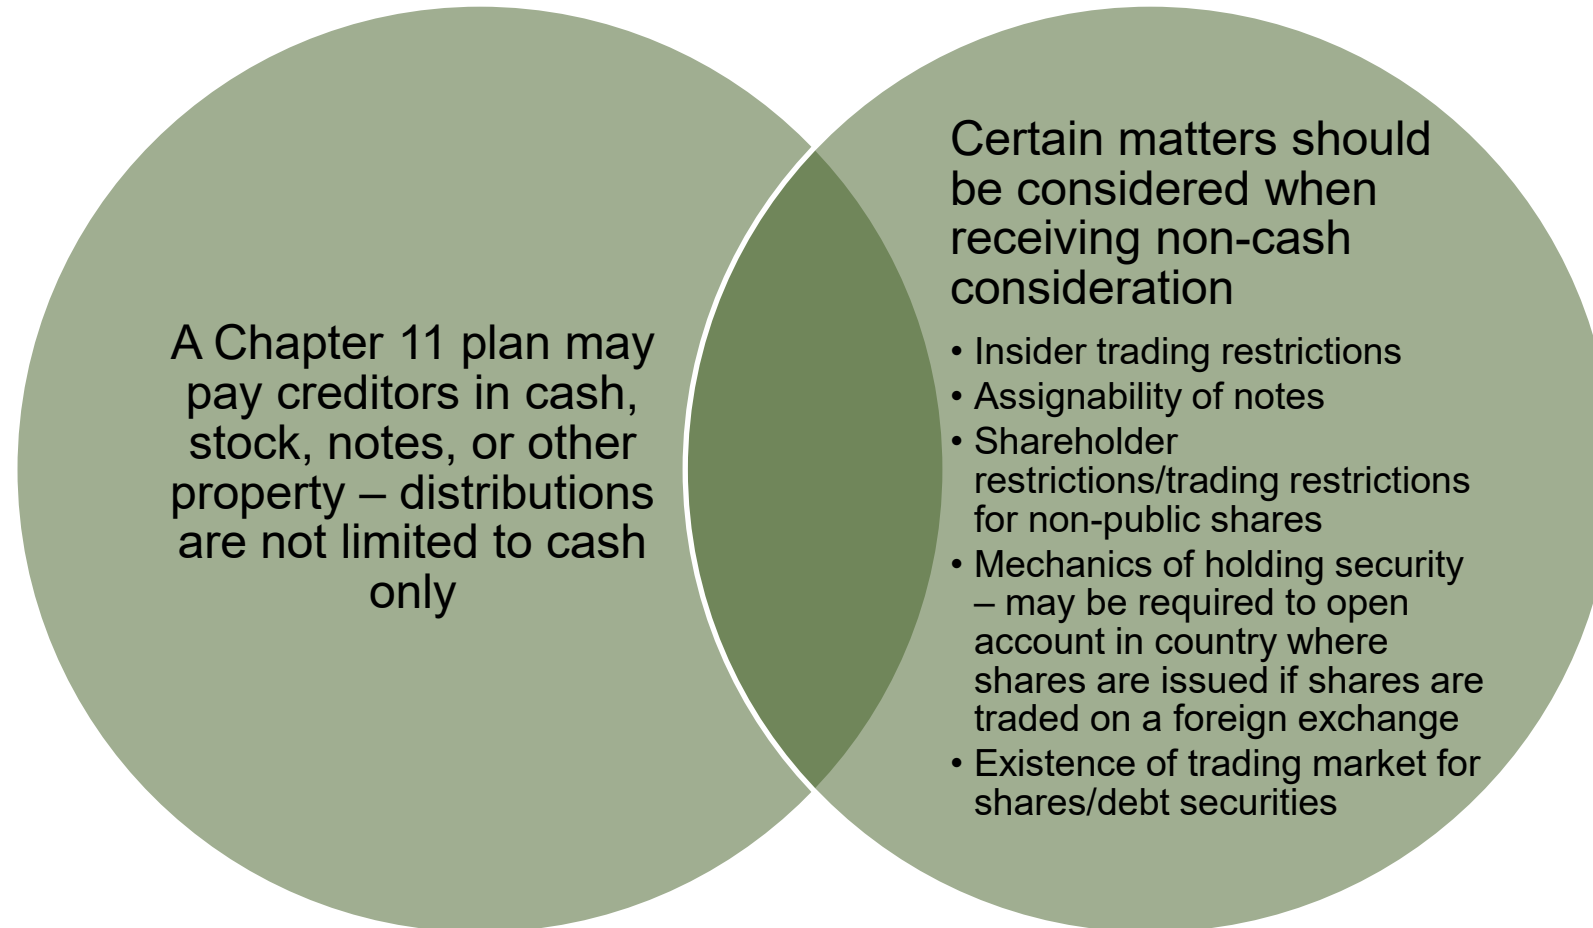 A Chapter 11 plan may
pay creditors in cash,
stock, notes, or other
property – distributions
are not limited to cash
only
Certain matters should
be considered when
receiving non-cash
consideration
• Insider trading restrictions
• Assignability of notes
• Shareholder
restrictions/trading restrictions
for non-public shares
• Mechanics of holding security
– may be required to open
account in country where
shares are issued if shares are
traded on a foreign exchange
• Existence of trading market for
shares/debt securities